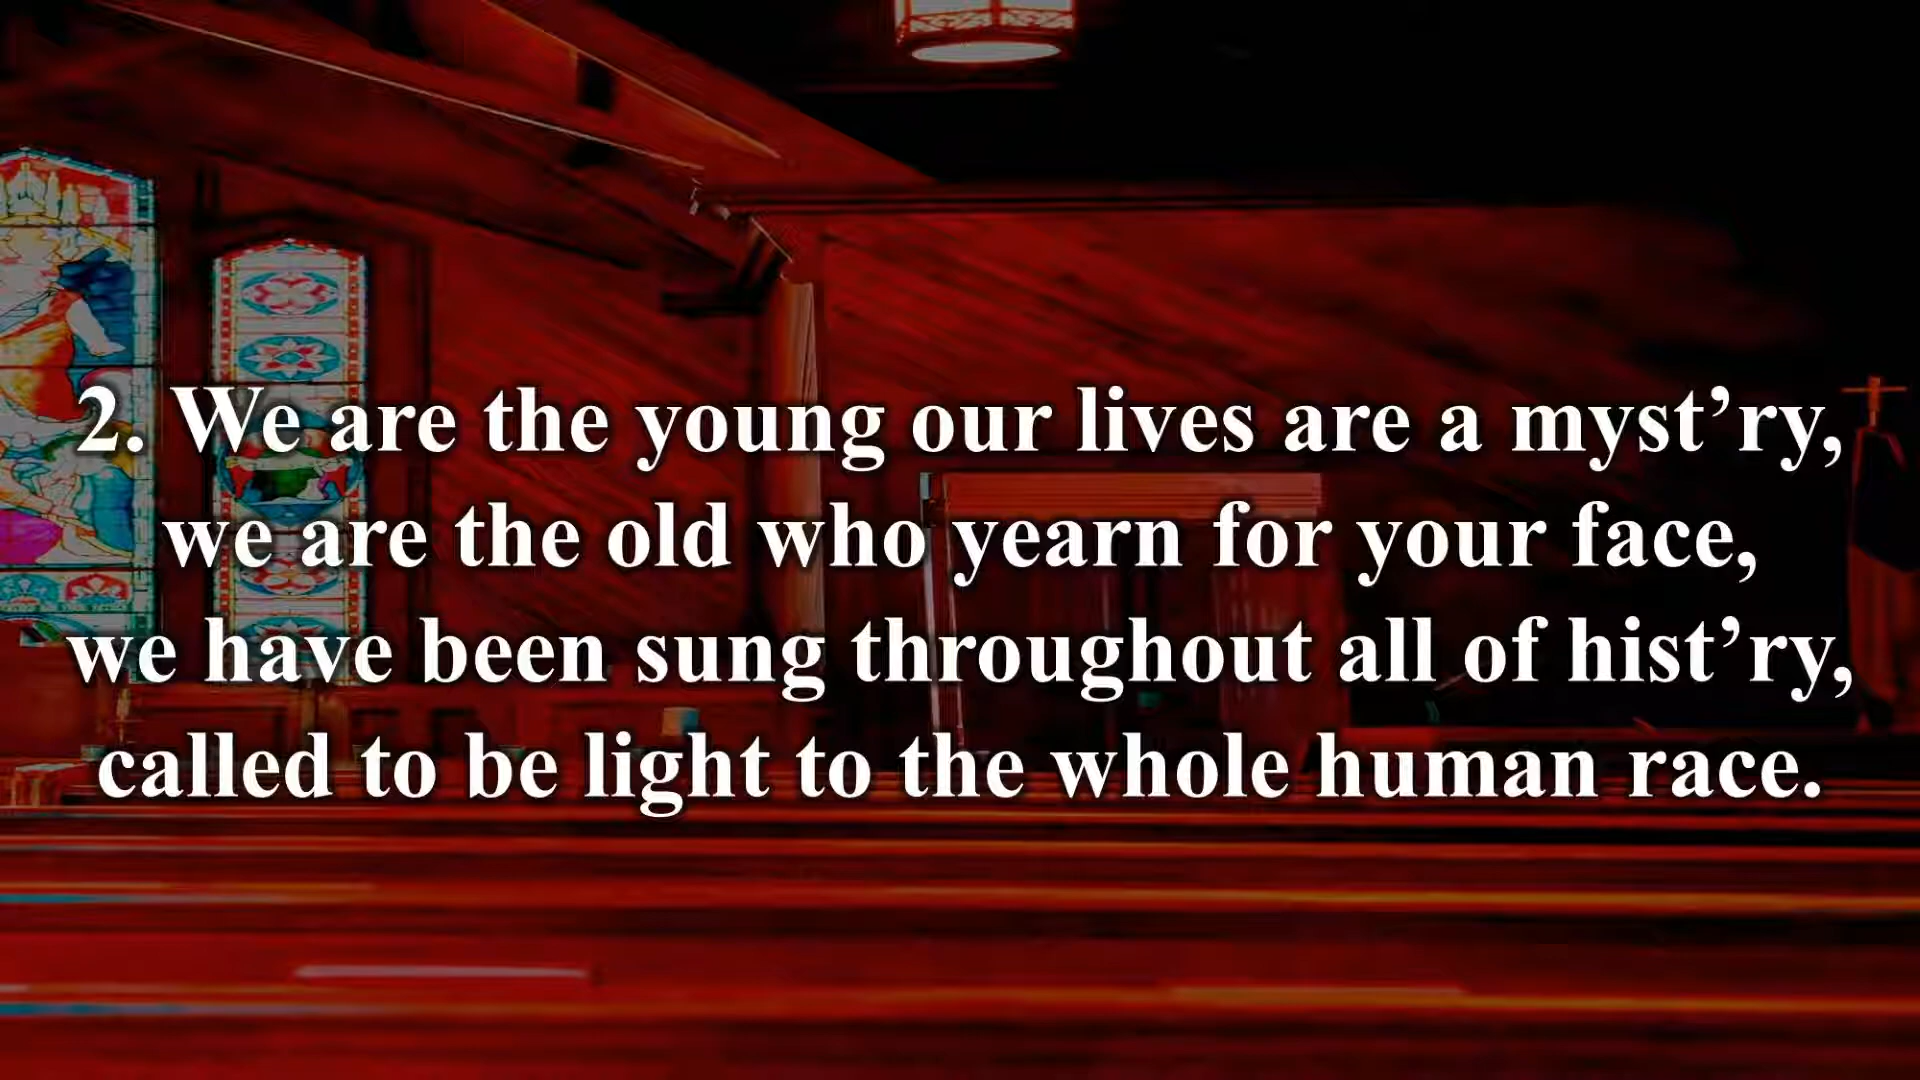 2. We are the young our lives are a myst’ry,
we are the old who yearn for your face,
we have been sung throughout all of hist’ry,
called to be light to the whole human race.